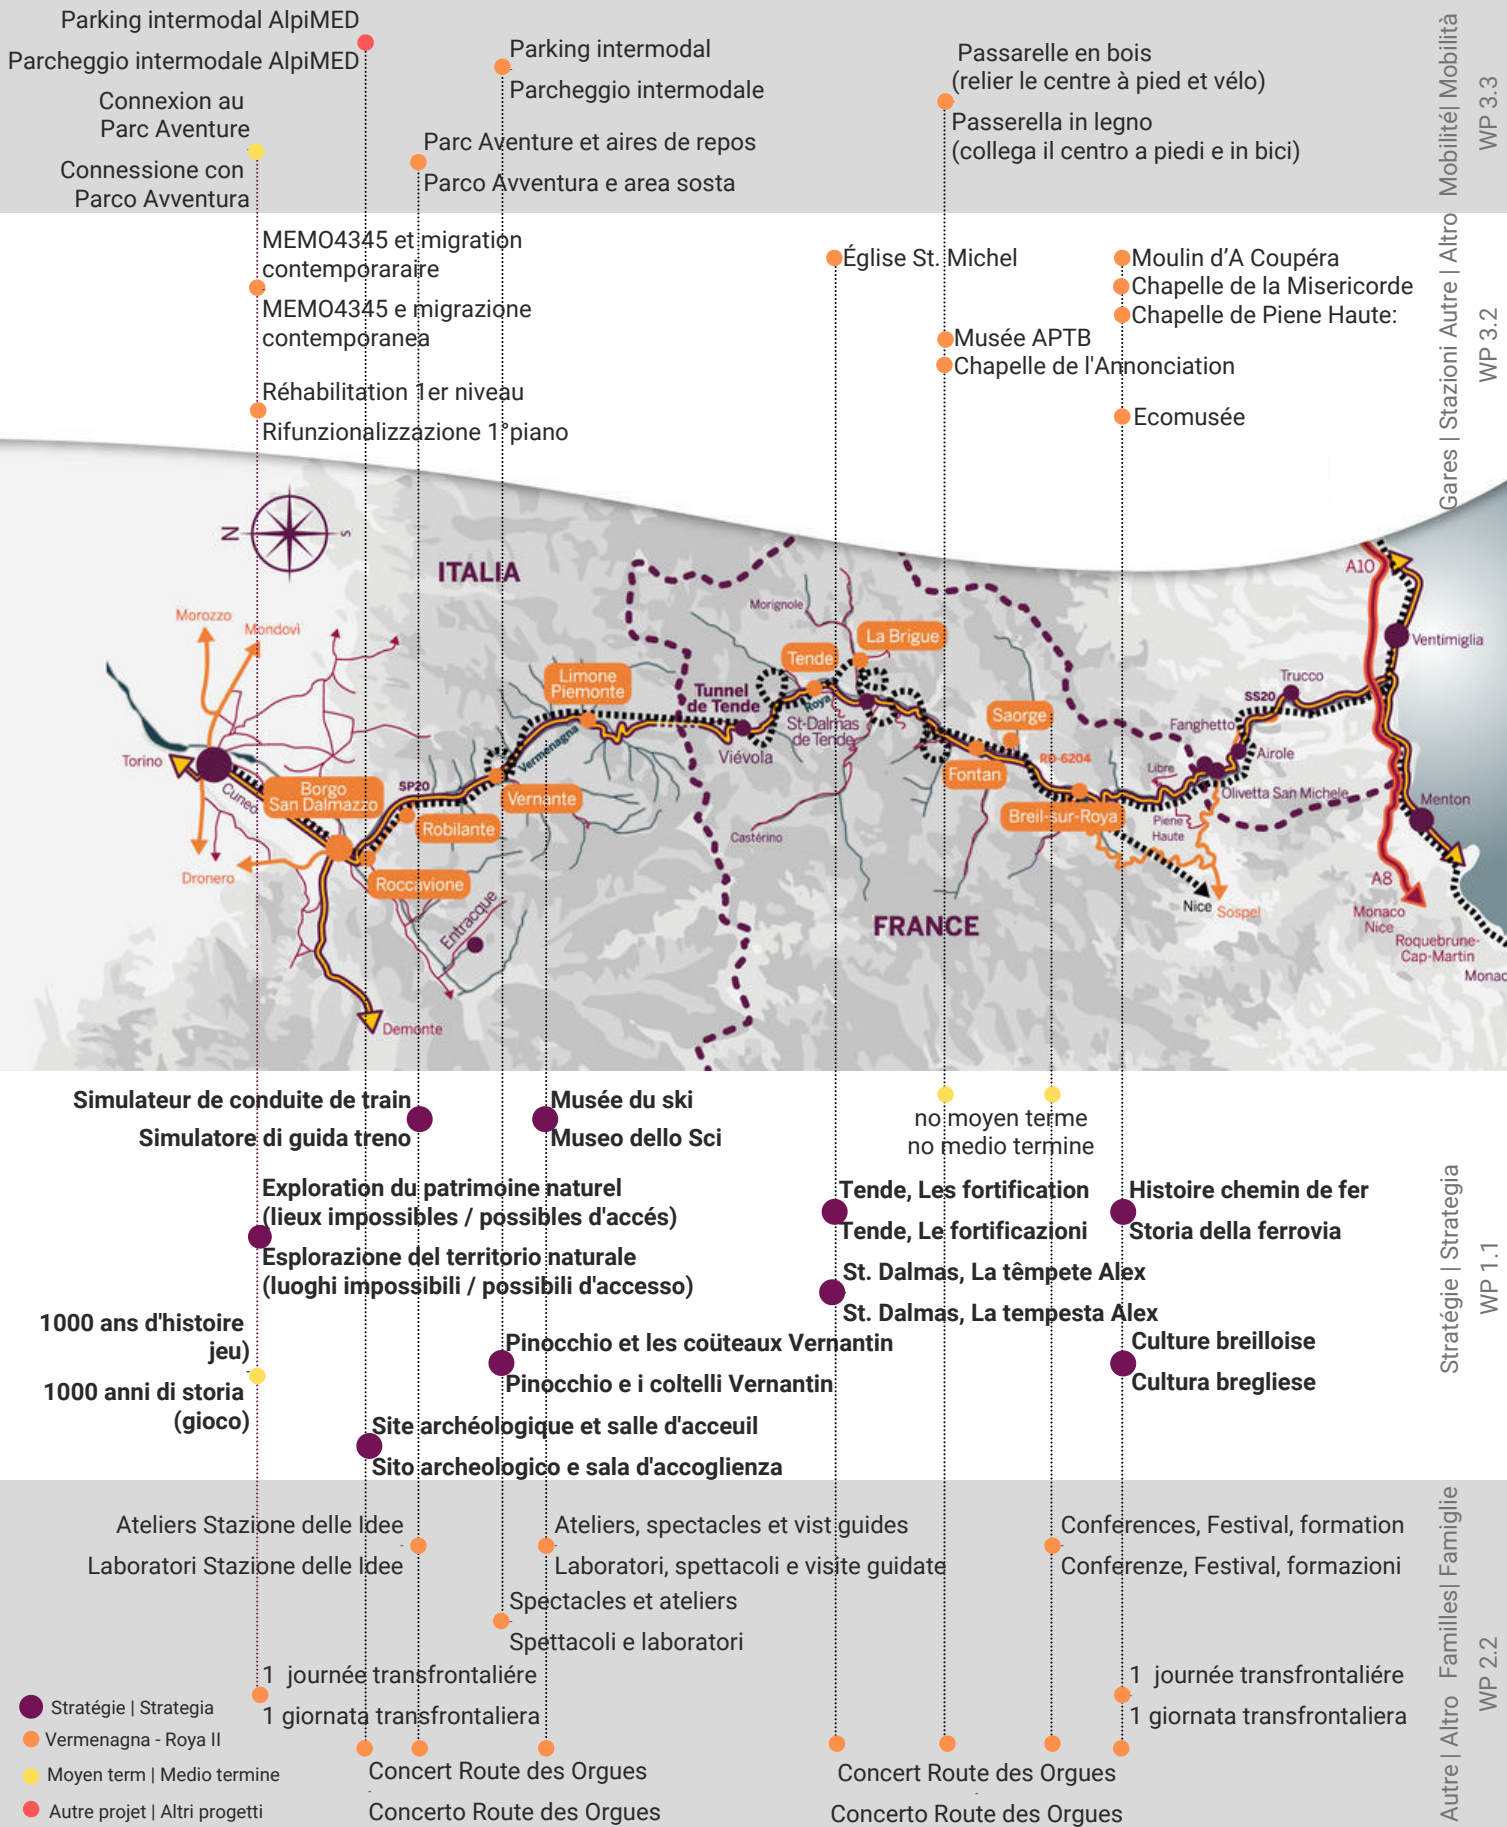 Parking intermodal AlpiMED
Parcheggio intermodale AlpiMED
Connexion au
Parc Aventure
Connessione con
Parco Avventura
Parking intermodal
Parcheggio intermodale
Parc Aventure et aires de repos
Parco Avventura e area sosta
Passarelle en bois
(relier le centre à pied et vélo)
Passerella in legno
(collega il centro a piedi e in bici)
Mobilité| Mobilità
WP 3.3
MEMO4345 et migration
contemporaraire
MEMO4345 e migrazione
contemporanea
Réhabilitation 1er niveau
Rifunzionalizzazione 1°piano
Église St. Michel
Musée APTB
Chapelle de l'Annonciation
Moulin d'A Coupéra
Chapelle de la Misericorde
Chapelle de Piene Haute:
Ecomusée
Gares | Stazioni Autre | Altro
WP 3.2
N
S
ITALIA
Morozzo
Mondovì
Torino
Cuneo
Borgo
San Dalmazzo
Dronero
Roccavione
SP20
Robilante
Vernante
Vermenagna
Limone
Piemonte
Entracque
Demonte
Tunnel
de Tende
Viévola
Morignole
Tende
La Brigue
Roya
St-Dalmas
de Tende
Castérino
Saorge
Fontan
RD-6204
Breil-sur-Roya
FRANCE
Libre
Piene
Haute
Nice
Sospel
Fanghetto
Airole
Olivetta San Michele
SS20
Trucco
A10
Ventimiglia
Menton
A8
Monaco
Nice
Roquebrune-
Cap-Martin
Monac
Simulateur de conduite de train
Simulatore di guida treno
Musée du ski
Museo dello Sci
no moyen terme
no medio termine
Exploration du patrimoine naturel
(lieux impossibles / possibles d'accés)
Esplorazione del territorio naturale
(luoghi impossibili / possibili d'accesso)
Tende, Les fortification
Tende, Le fortificazioni
Histoire chemin de fer
Storia della ferrovia
St. Dalmas, La têmpete Alex
St. Dalmas, La tempesta Alex
1000 ans d'histoire
jeu)
1000 anni di storia
(gioco)
Pinocchio et les coüteaux Vernantin
Pinocchio e i coltelli Vernantin
Culture breilloise
Cultura bregliese
Site archéologique et salle d'acceuil
Sito archeologico e sala d'accoglienza
Stratégie | Strategia
WP 1.1
Ateliers Stazione delle Idee
Laboratori Stazione delle Idee
Ateliers, spectacles et vist guides
Laboratori, spettacoli e visite guidate
Conferences, Festival, formation
Conferenze, Festival, formazioni
Spectacles et ateliers
Spettacoli e laboratori
1 journée transfrontaliére
1 giornata transfrontaliera
1 journée transfrontaliére
1 giornata transfrontaliera
Stratégie | Strategia
Vermenagna - Roya II
Moyen term | Medio termine
Autre projet | Altri progetti
Concert Route des Orgues
Concerto Route des Orgues
Concert Route des Orgues
Concerto Route des Orgues
Autre | Altro Familles| Famiglie
WP 2.2